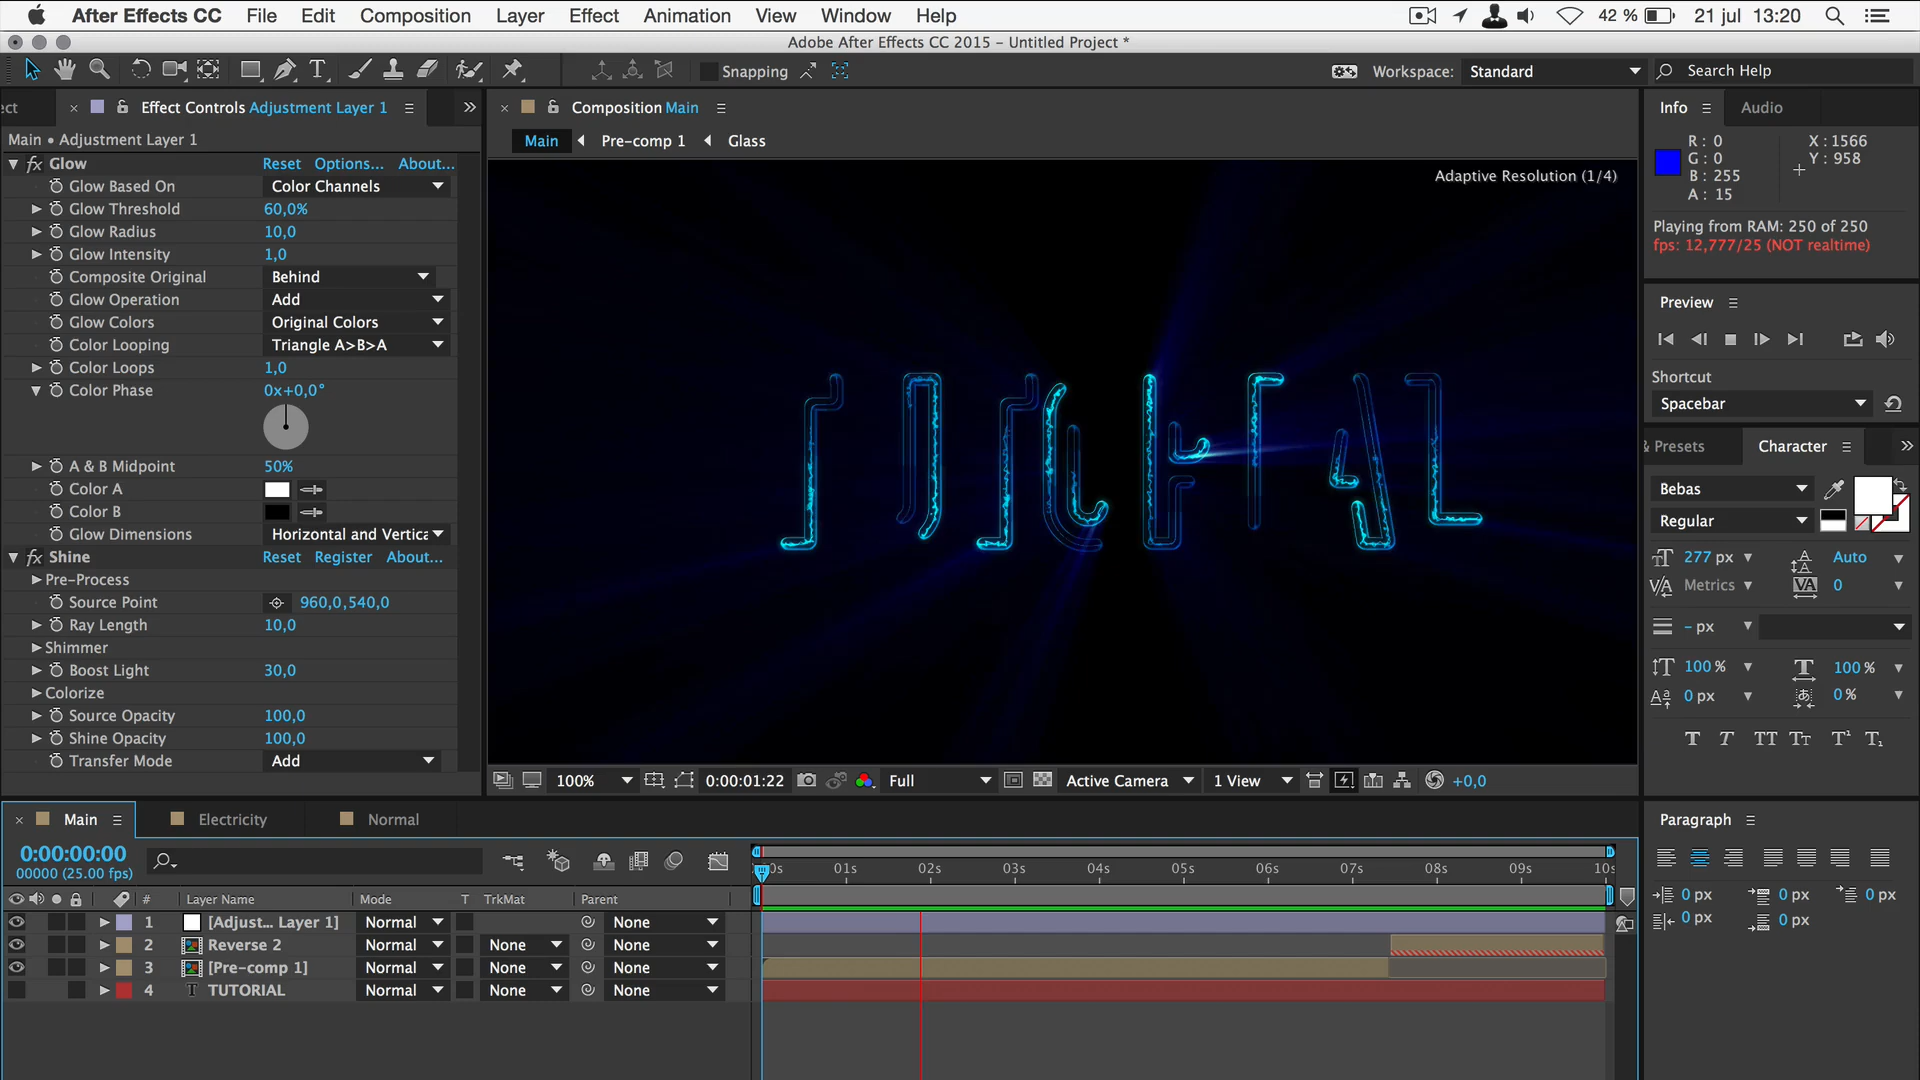 After Effects CC File Edit Composition Layer Effect Animation View Window Help 42 % 21 jul 13:20
Adobe After Effects CC 2015 - Untitled Project *
Snapping Workspace: Standard Search Help
ect Effect Controls Adjustment Layer 1
Main • Adjustment Layer 1
fx Glow Reset Options... About...
Glow Based On Color Channels
Glow Threshold 60,0%
Glow Radius 10,0
Glow Intensity 1,0
Composite Original Behind
Glow Operation Add
Glow Colors Original Colors
Color Looping Triangle A>B>A
Color Loops 1,0
Color Phase 0x+0,0°
A & B Midpoint 50%
Color A
Color B
Glow Dimensions Horizontal and Vertica
fx Shine Reset Register About...
Pre-Process
Source Point 960,0,540,0
Ray Length 10,0
Shimmer
Boost Light 30,0
Colorize
Source Opacity 100,0
Shine Opacity 100,0
Transfer Mode Add
Composition Main
Main Pre-comp 1 Glass
Adaptive Resolution (1/4)
100% 0:00:01:22 Full Active Camera 1 View +0,0
Info Audio
R : 0 X : 1566
G : 0 Y : 958
B : 255
A : 15
Playing from RAM: 250 of 250
fps: 12,777/25 (NOT realtime)
Preview
Shortcut
Spacebar
& Presets Character
Bebas
Regular
277 px Auto
Metrics 0
- px
100 % 100 %
0 px 0 %
T T TT Tt T¹ T₁
Main Electricity Normal
0:00:00:00
00000 (25.00 fps)
# Layer Name Mode T TrkMat Parent
1 [Adjust... Layer 1] Normal None
2 Reverse 2 Normal None None
3 [Pre-comp 1] Normal None None
4 TUTORIAL Normal None None
0s 01s 02s 03s 04s 05s 06s 07s 08s 09s 10s
Paragraph
0 px 0 px 0 px
0 px 0 px